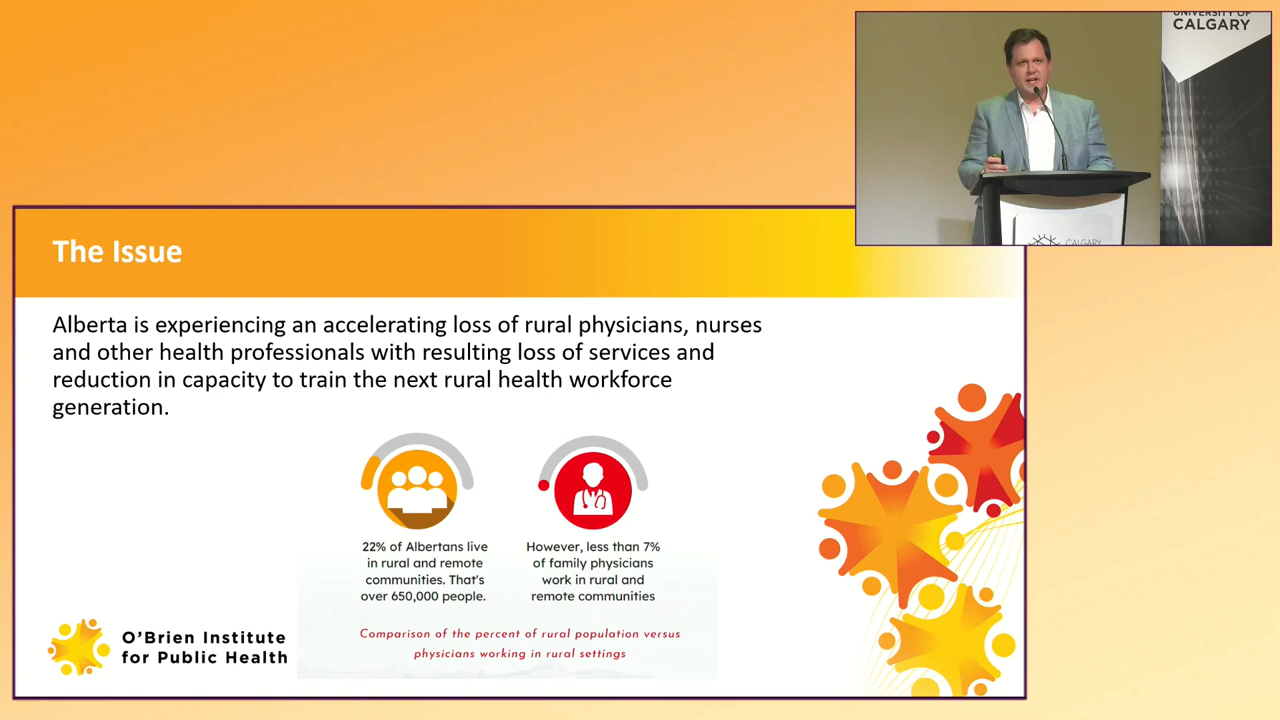 UNIVERSITY OF
CALGARY
CALGARY
The Issue
Alberta is experiencing an accelerating loss of rural physicians, nurses
and other health professionals with resulting loss of services and
reduction in capacity to train the next rural health workforce
generation.
22% of Albertans live
in rural and remote
communities. That's
over 650,000 people.
However, less than 7%
of family physicians
work in rural and
remote communities
Comparison of the percent of rural population versus
physicians working in rural settings
O'Brien Institute
for Public Health